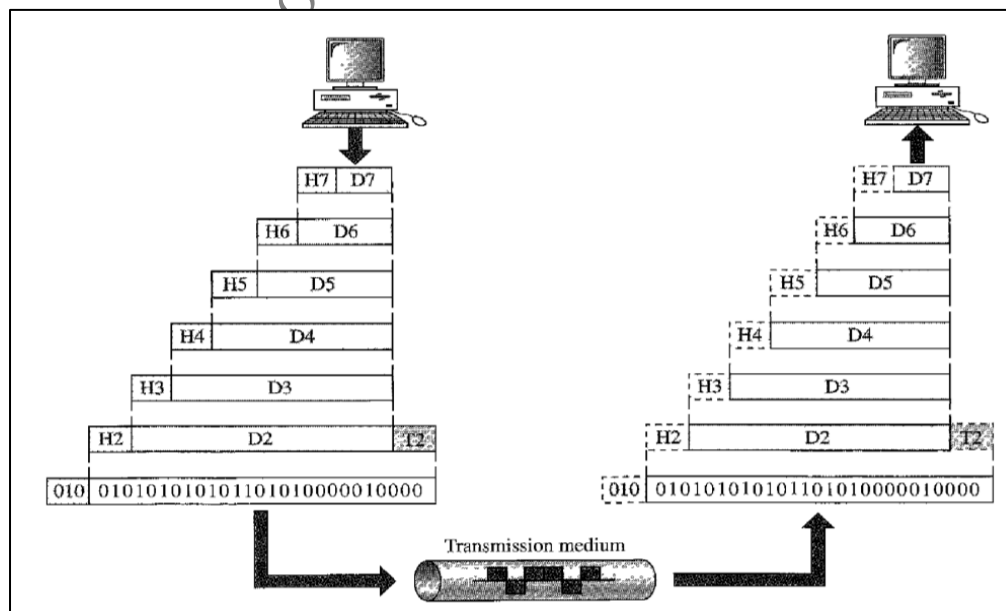 H7 D7
H6 D6
H5 D5
H4 D4
H3 D3
H2 D2 T2
010 010101010101101010000010000
Transmission medium
H7 D7
H6 D6
H5 D5
H4 D4
H3 D3
H2 D2 T2
010 010101010101101010000010000